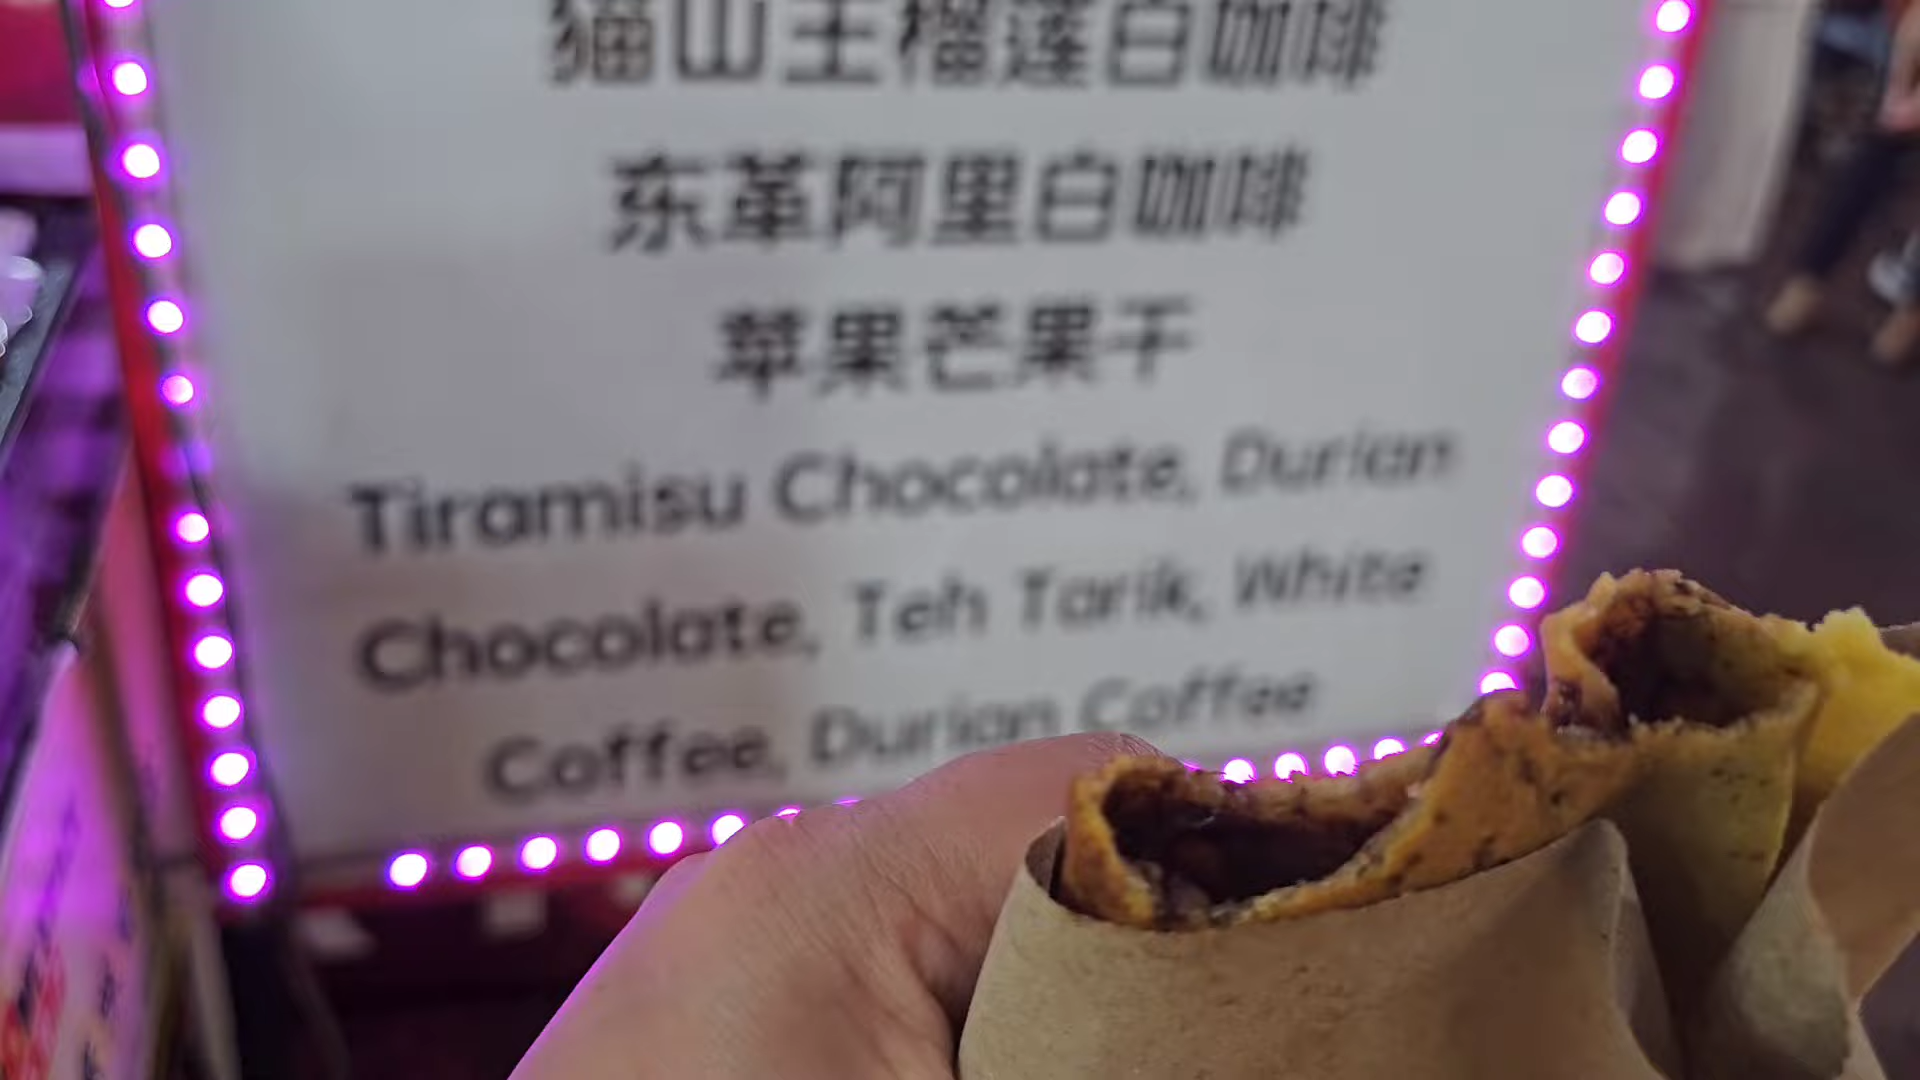 猫山王榴莲白咖啡
东革阿里白咖啡
苹果芒果干
Tiramisu Chocolate, Durian
Chocolate, Teh Tarik, White
Coffee, Durian Coffee